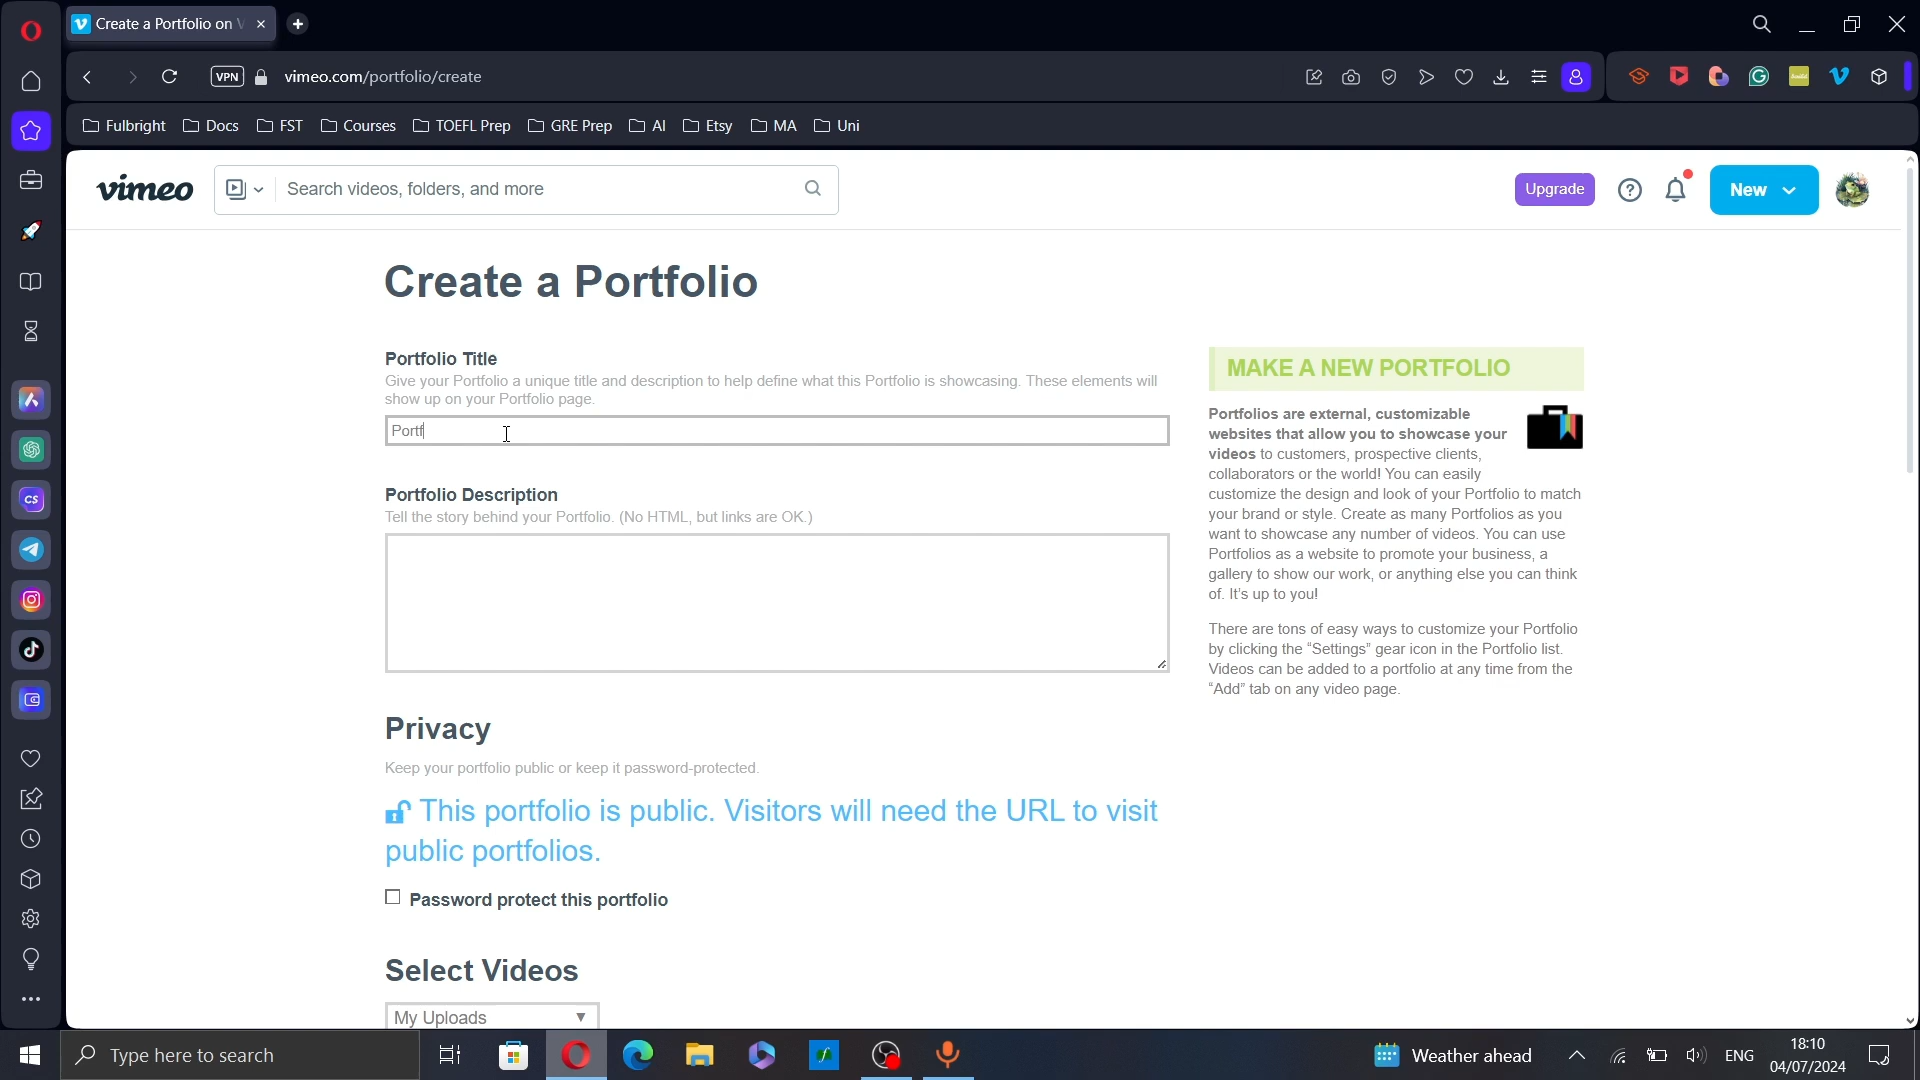 Create a Portfolio on V
VPN
vimeo.com/portfolio/create
Fulbright
Docs
FST
Courses
TOEFL Prep
GRE Prep
AI
Etsy
MA
Uni
vimeo
Search videos, folders, and more
Upgrade
New
Create a Portfolio
Portfolio Title
Give your Portfolio a unique title and description to help define what this Portfolio is showcasing. These elements will
show up on your Portfolio page.
Portf
Portfolio Description
Tell the story behind your Portfolio. (No HTML, but links are OK.)
Privacy
Keep your portfolio public or keep it password-protected.
This portfolio is public. Visitors will need the URL to visit
public portfolios.
Password protect this portfolio
Select Videos
My Uploads
MAKE A NEW PORTFOLIO
Portfolios are external, customizable
websites that allow you to showcase your
videos to customers, prospective clients,
collaborators or the world! You can easily
customize the design and look of your Portfolio to match
your brand or style. Create as many Portfolios as you
want to showcase any number of videos. You can use
Portfolios as a website to promote your business, a
gallery to show our work, or anything else you can think
of. It's up to you!
There are tons of easy ways to customize your Portfolio
by clicking the "Settings" gear icon in the Portfolio list.
Videos can be added to a portfolio at any time from the
"Add" tab on any video page.
CS
Type here to search
Weather ahead
ENG
18:10
04/07/2024